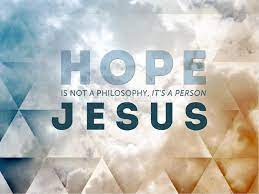 HOPE
IS NOT A PHILOSOPHY, IT'S A PERSON
JESUS